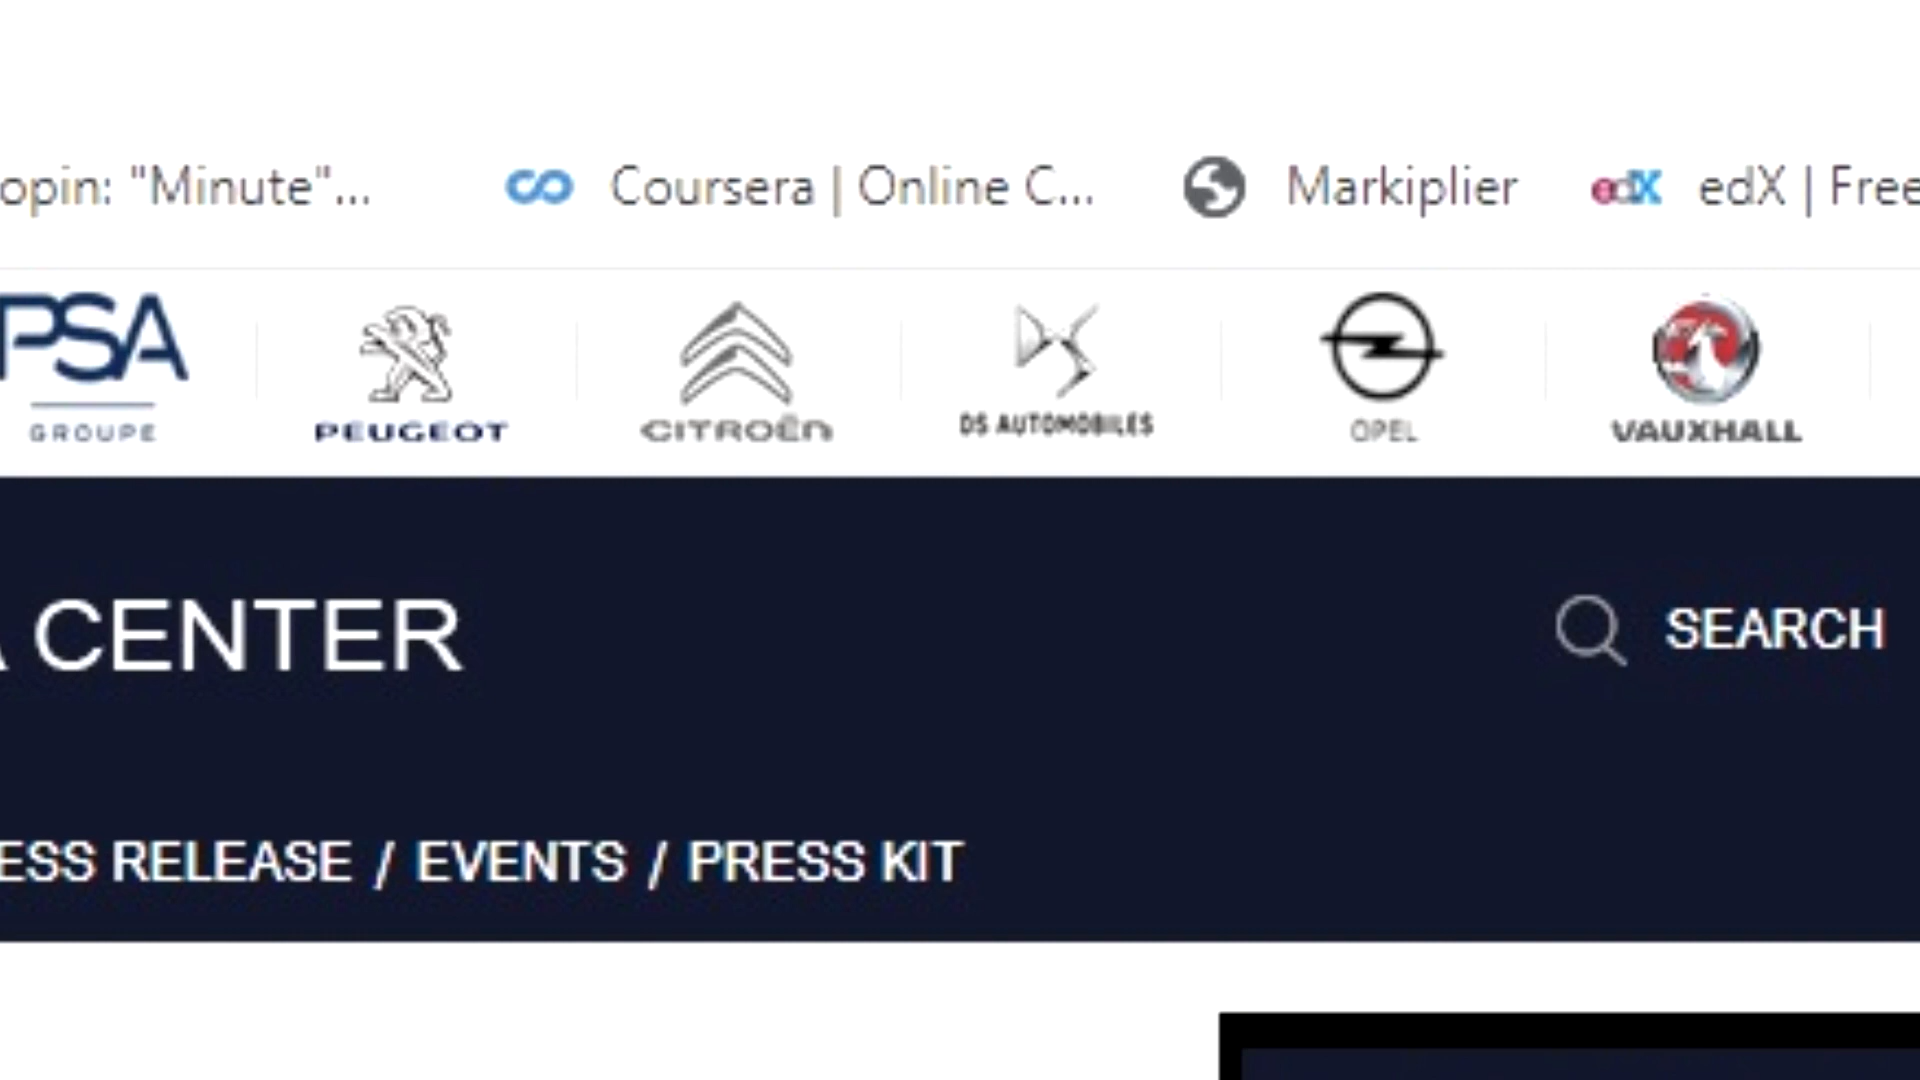 opin: "Minute"... Coursera | Online C... Markiplier edX edX | Free
PSA
GROUPE PEUGEOT CITROËN DS AUTOMOBILES OPEL VAUXHALL
CENTER SEARCH
ESS RELEASE / EVENTS / PRESS KIT